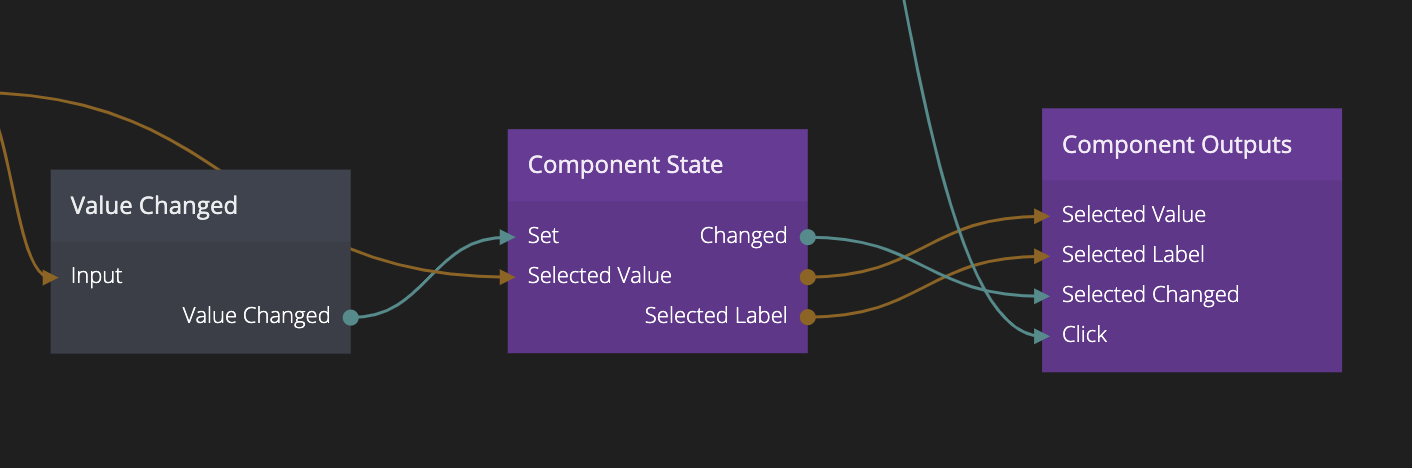 Value Changed
Input
Value Changed
Component State
Set Changed
Selected Value
Selected Label
Component Outputs
Selected Value
Selected Label
Selected Changed
Click